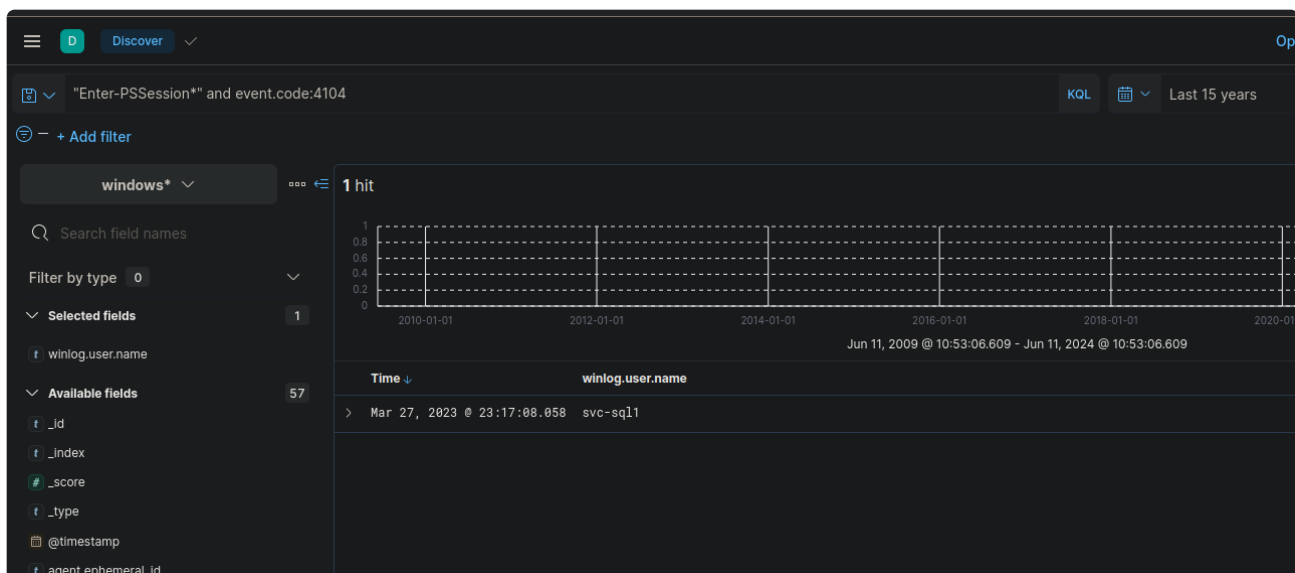 D Discover Op
"Enter-PSSession*" and event.code:4104 KQL Last 15 years
+ Add filter
windows* 1 hit
Search field names
Filter by type 0
Selected fields 1
t winlog.user.name
Available fields 57
t _id
t _index
# _score
t _type
@timestamp
t agent.ephemeral_id
1
0.8
0.6
0.4
0.2
0
2010-01-01 2012-01-01 2014-01-01 2016-01-01 2018-01-01 2020-01
Jun 11, 2009 @ 10:53:06.609 - Jun 11, 2024 @ 10:53:06.609
Time winlog.user.name
Mar 27, 2023 @ 23:17:08.058 svc-sql1